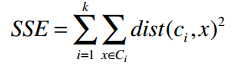 SSE = \sum_{i=1}^{k} \sum_{x \in C_i} dist(c_i, x)^2